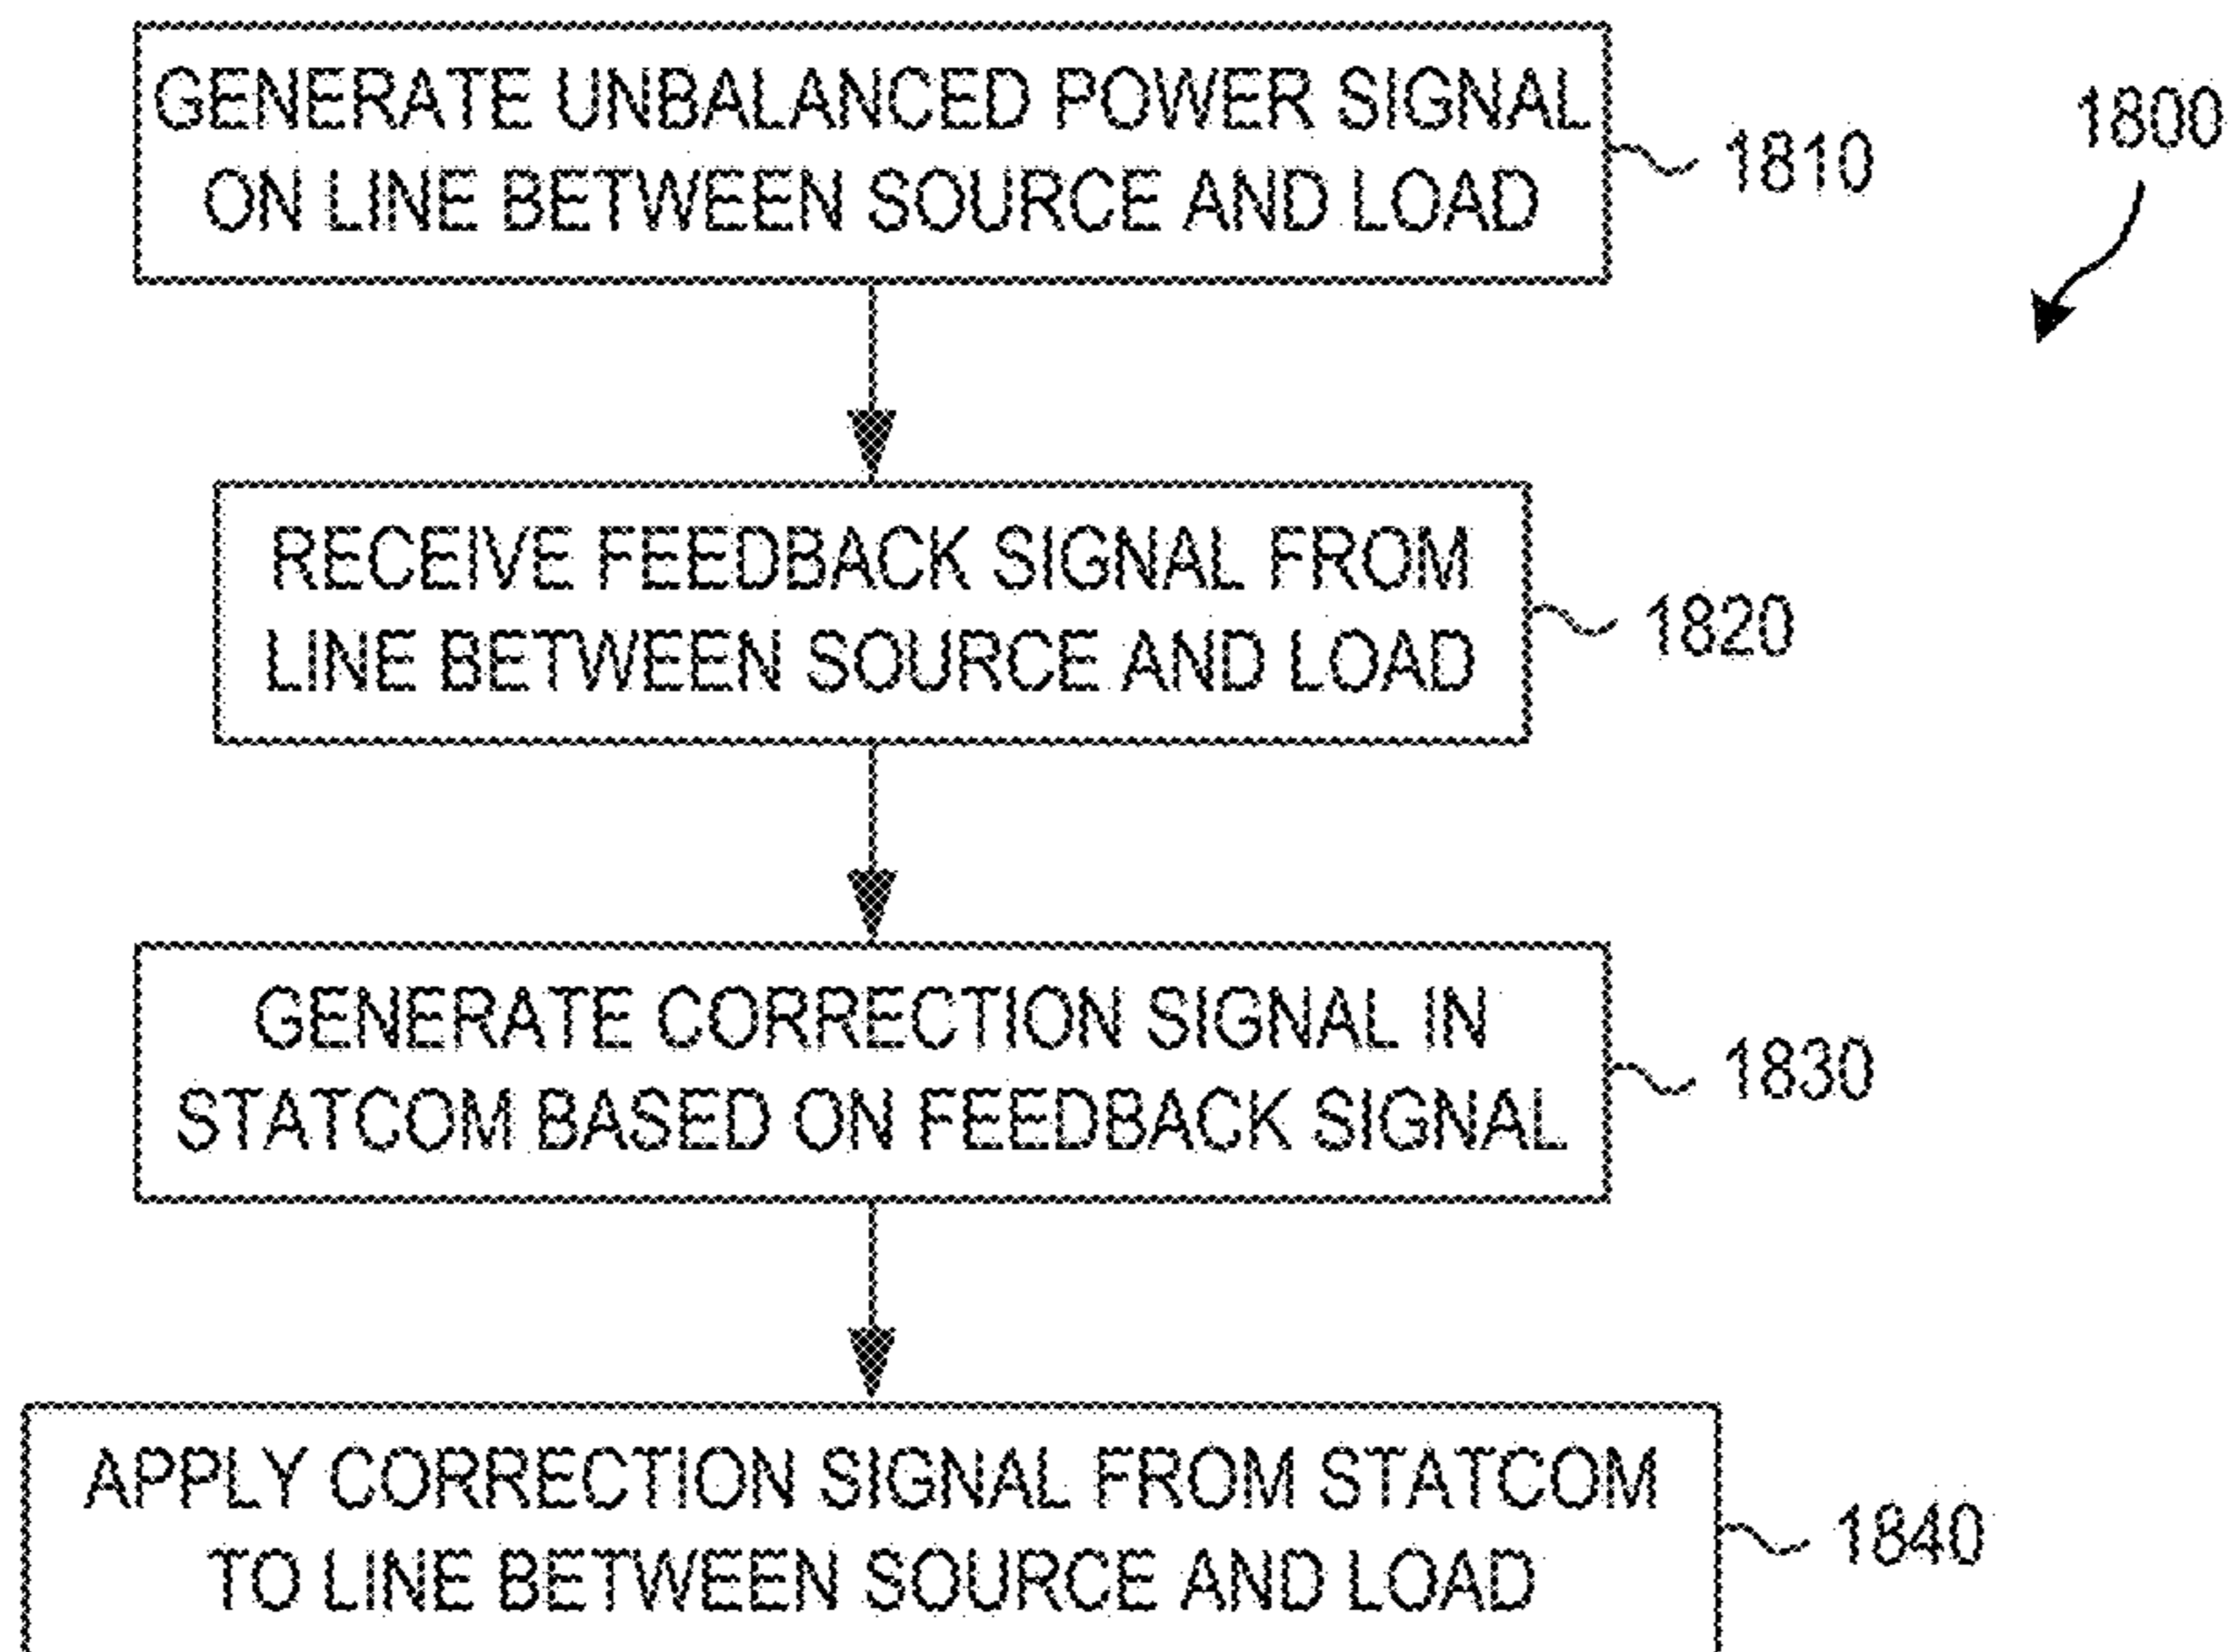 GENERATE UNBALANCED POWER SIGNAL
ON LINE BETWEEN SOURCE AND LOAD
1810
1800
RECEIVE FEEDBACK SIGNAL FROM
LINE BETWEEN SOURCE AND LOAD
1820
GENERATE CORRECTION SIGNAL IN
STATCOM BASED ON FEEDBACK SIGNAL
1830
APPLY CORRECTION SIGNAL FROM STATCOM
TO LINE BETWEEN SOURCE AND LOAD
1840